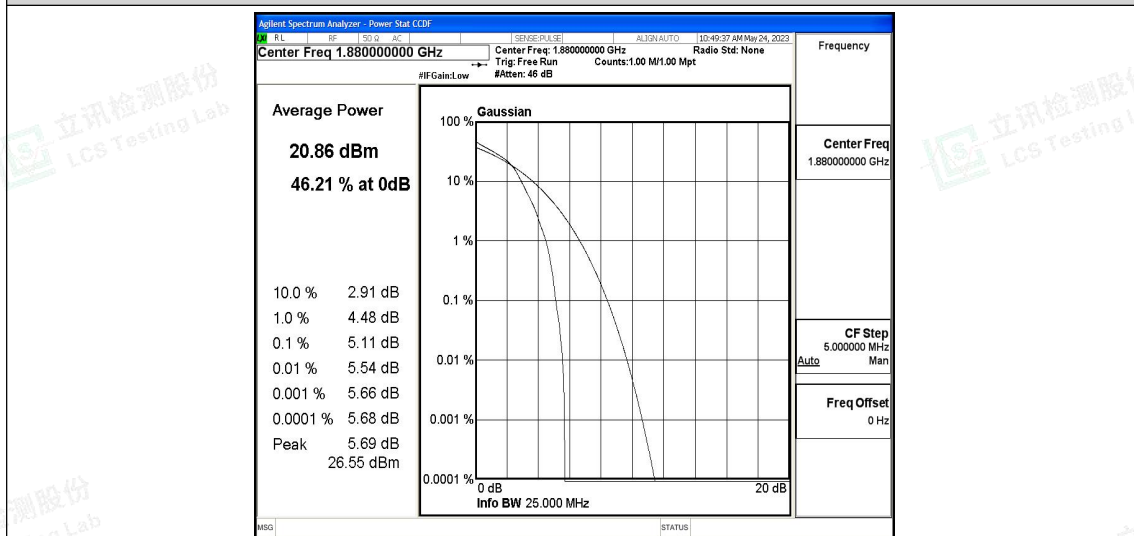 Agilent Spectrum Analyzer - Power Stat CCDF
LXI RL RF 50 Ω AC SENSE:PULSE ALIGN AUTO 10:49:37 AM May 24, 2023
Center Freq 1.880000000 GHz
Center Freq: 1.880000000 GHz Radio Std: None
Trig: Free Run Counts:1.00 M/1.00 Mpt
#IFGain:Low #Atten: 46 dB
Frequency
Average Power
20.86 dBm
46.21 % at 0dB
10.0 % 2.91 dB
1.0 % 4.48 dB
0.1 % 5.11 dB
0.01 % 5.54 dB
0.001 % 5.66 dB
0.0001 % 5.68 dB
Peak 5.69 dB
26.55 dBm
Gaussian
100 %
10 %
1 %
0.1 %
0.01 %
0.001 %
0.0001 %
0 dB 20 dB
Info BW 25.000 MHz
Center Freq
1.880000000 GHz
CF Step
5.000000 MHz
Auto Man
Freq Offset
0 Hz
MSG STATUS
立讯检测股份
LCS Testing Lab
立讯检测股份
LCS Testing L
测股份
ng Lab